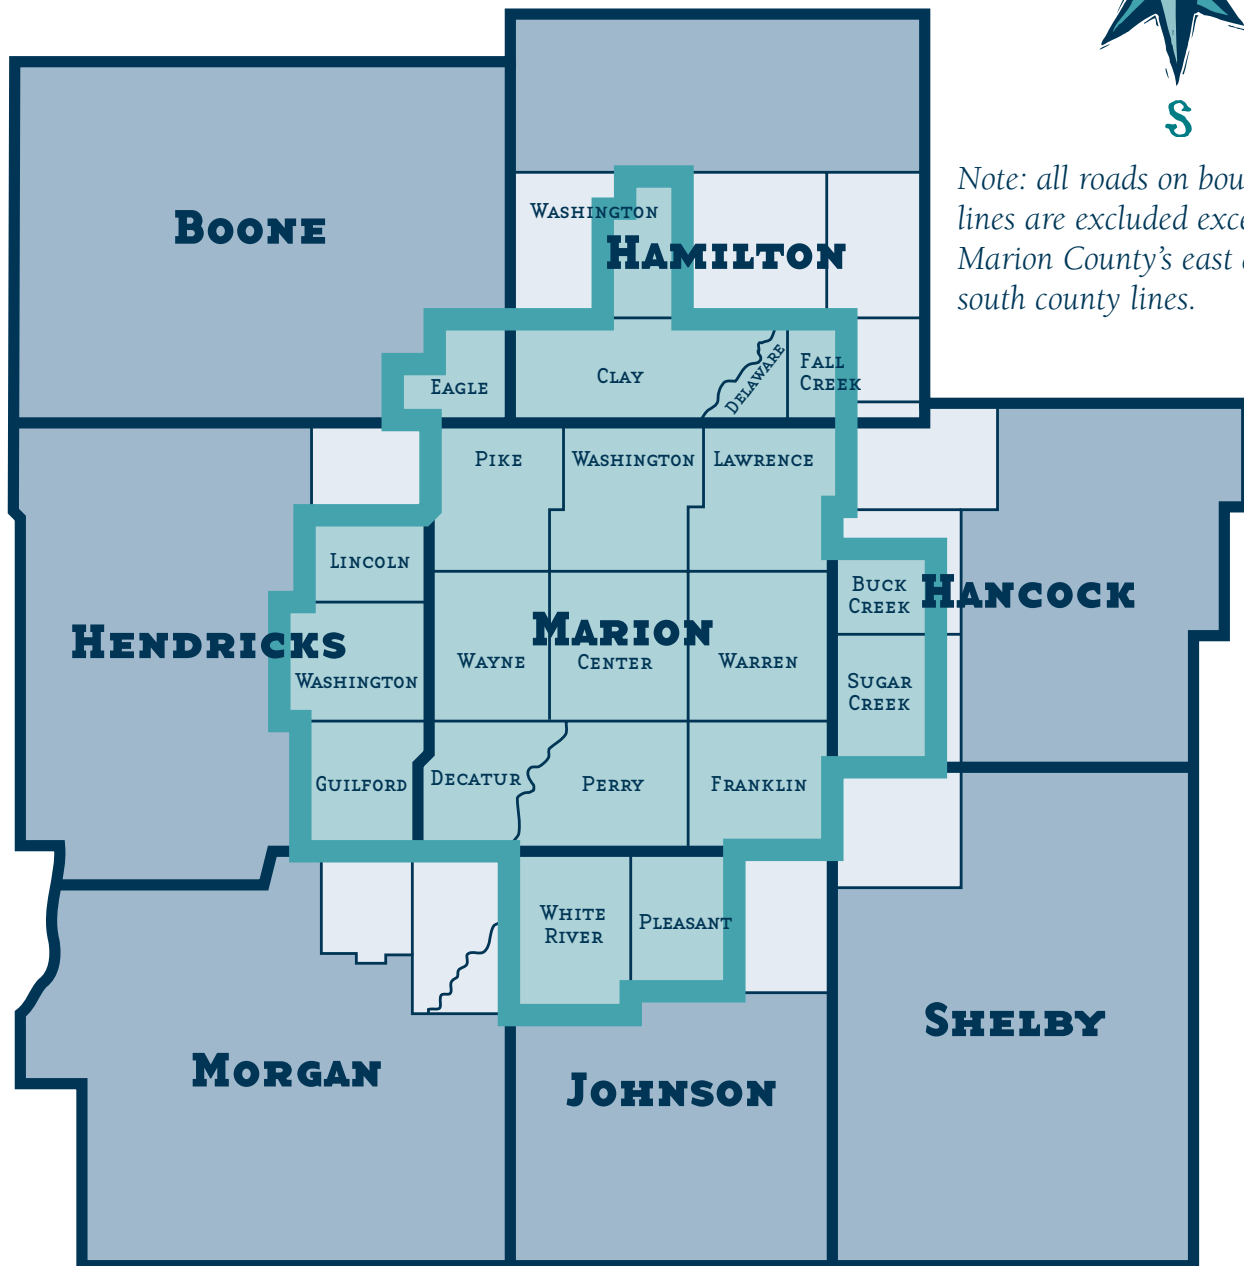 S
Note: all roads on bou
lines are excluded exce
Marion County's east
south county lines.
Boone
Washington
Hamilton
Eagle
Clay
Delaware
Fall
Creek
Pike
Washington
Lawrence
Lincoln
Buck
Creek
Hancock
Hendricks
Marion
Wayne
Center
Warren
Washington
Sugar
Creek
Guilford
Decatur
Perry
Franklin
White
River
Pleasant
Shelby
Morgan
Johnson